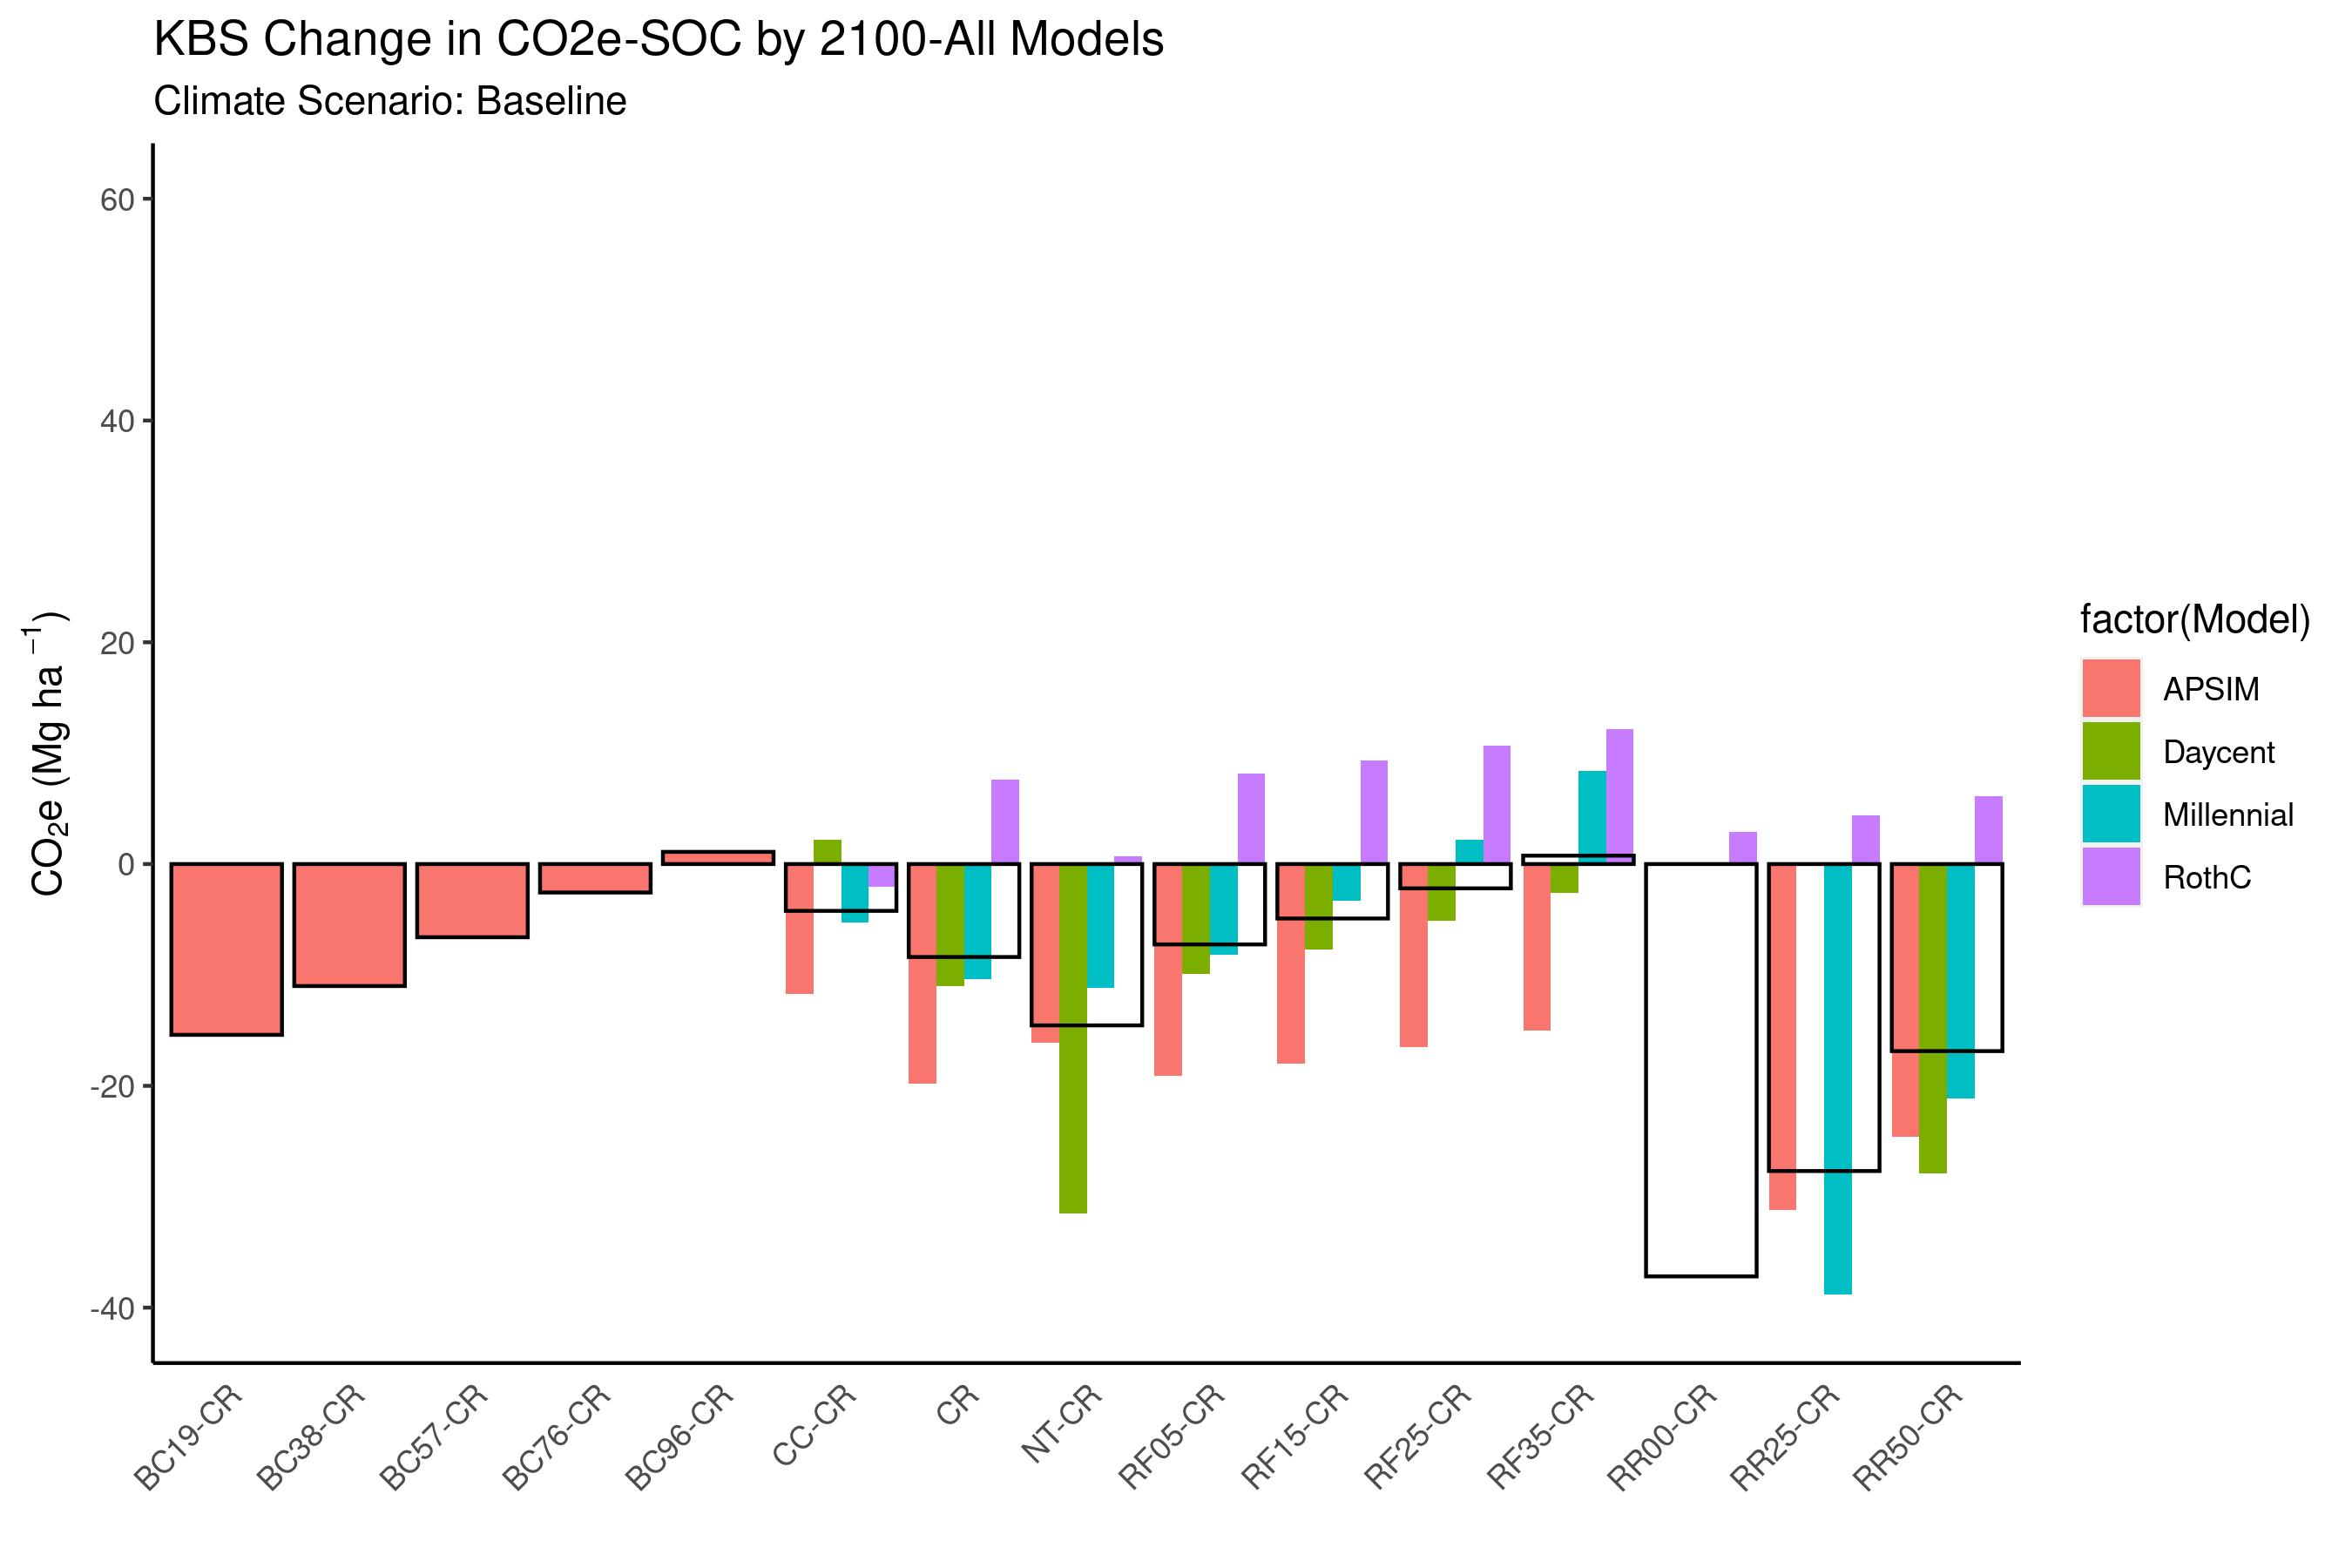 KBS Change in CO2e-SOC by 2100-All Models
Climate Scenario: Baseline
60
40
20
0
-20
-40
CO₂e (Mg ha ⁻¹)
BC19-CR
BC38-CR
BC57-CR
BC76-CR
BC96-CR
CC-CR
CR
NT-CR
RF05-CR
RF15-CR
RF25-CR
RF35-CR
RR00-CR
RR25-CR
RR50-CR
factor(Model)
APSIM
Daycent
Millennial
RothC